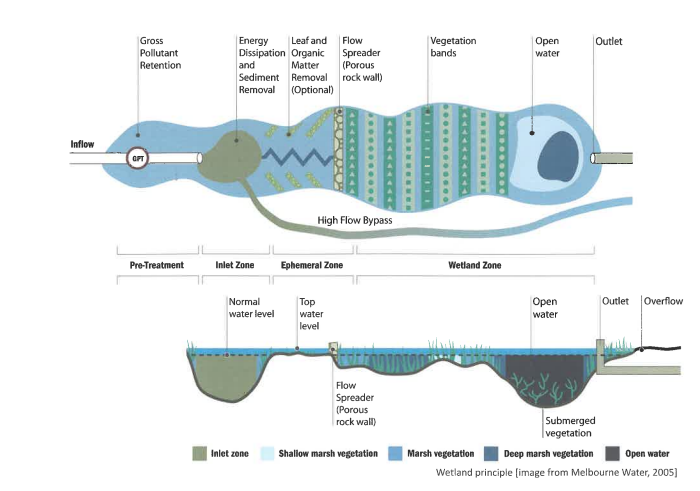 Gross
Pollutant
Retention
Energy
Dissipation
and
Sediment
Removal
Leaf and
Organic
Matter
Removal
(Optional)
Flow
Spreader
(Porous
rock wall)
Vegetation
bands
Open
water
Outlet
Inflow
GPT
High Flow Bypass
Pre-Treatment
Inlet Zone
Ephemeral Zone
Wetland Zone
Normal
water level
Top
water
level
Open
water
Outlet
Overflow
Flow
Spreader
(Porous
rock wall)
Submerged
vegetation
Inlet zone
Shallow marsh vegetation
Marsh vegetation
Deep marsh vegetation
Open water
Wetland principle [image from Melbourne Water, 2005]